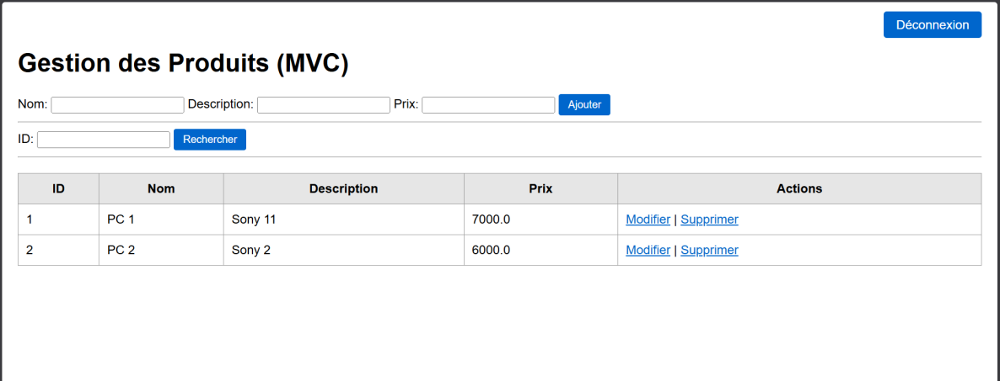 Déconnexion
Gestion des Produits (MVC)
Nom: Description: Prix: Ajouter
ID: Rechercher
ID Nom Description Prix Actions
1 PC 1 Sony 11 7000.0 Modifier | Supprimer
2 PC 2 Sony 2 6000.0 Modifier | Supprimer